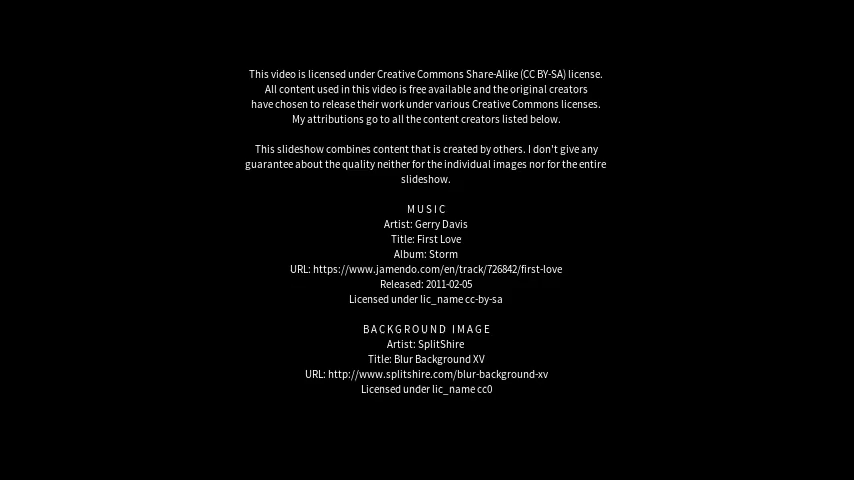 This video is licensed under Creative Commons Share-Alike (CC BY-SA) license.
All content used in this video is free available and the original creators
have chosen to release their work under various Creative Commons licenses.
My attributions go to all the content creators listed below.
This slideshow combines content that is created by others. I don't give any
guarantee about the quality neither for the individual images nor for the entire
slideshow.
MUSIC
Artist: Gerry Davis
Title: First Love
Album: Storm
URL: https://www.jamendo.com/en/track/726842/first-love
Released: 2011-02-05
Licensed under lic_name cc-by-sa
BACKGROUND IMAGE
Artist: SplitShire
Title: Blur Background XV
URL: http://www.splitshire.com/blur-background-xv
Licensed under lic_name cc0